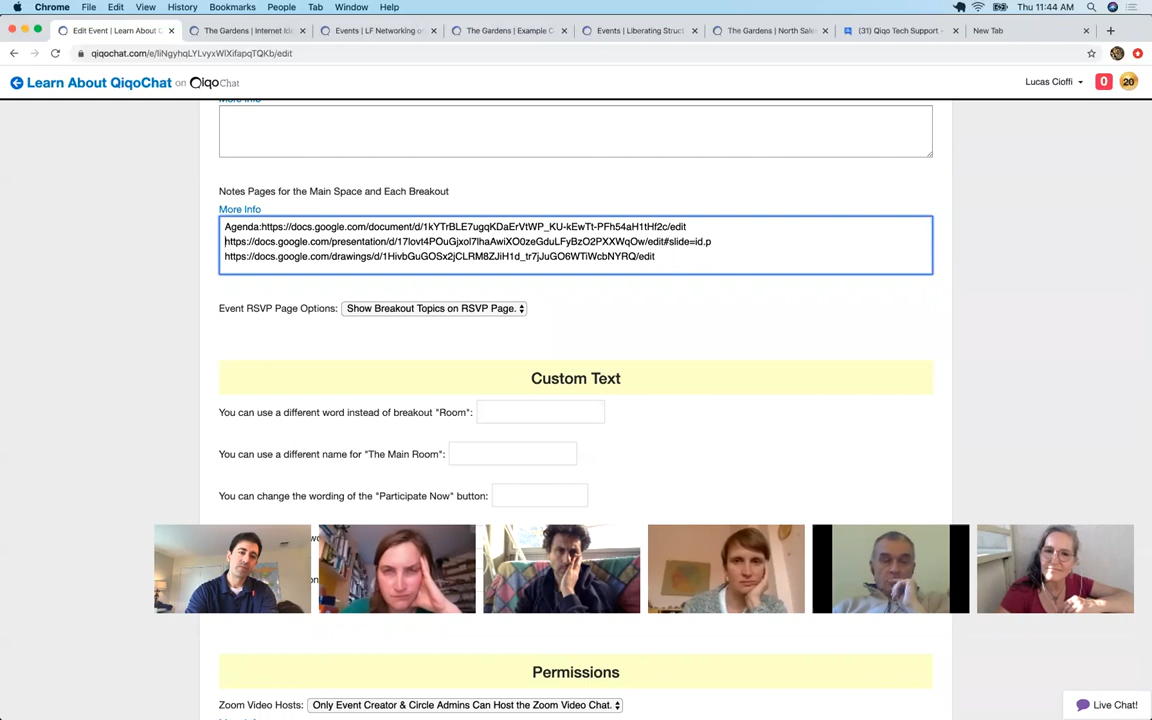 Chrome File Edit View History Bookmarks People Tab Window Help Thu 11:44 AM
Edit Event | Learn About C The Gardens | Internet Ide Events | LF Networking on The Gardens | Example C Events | Liberating Struct The Gardens | North Sale (31) Qiqo Tech Support - New Tab
qiqochat.com/e/liNgyhqLYLvyxWlXifapqTQKb/edit
Learn About QiqoChat on QiqoChat Lucas Cioffi 0 20
More Info
Notes Pages for the Main Space and Each Breakout
More Info
Agenda:https://docs.google.com/document/d/1kYTrBLE7ugqKDaErVtWP_KU-kEwTt-PFh54aH1tHf2c/edit
https://docs.google.com/presentation/d/17lovt4POuGjxol7lhaAwiXO0zeGduLFyBzO2PXXWqOw/edit#slide=id.p
https://docs.google.com/drawings/d/1HivbGuGOSx2jCLRM8ZJiH1d_tr7jJuGO6WTiWcbNYRQ/edit
Event RSVP Page Options: Show Breakout Topics on RSVP Page.
Custom Text
You can use a different word instead of breakout "Room":
You can use a different name for "The Main Room":
You can change the wording of the "Participate Now" button:
Permissions
Zoom Video Hosts: Only Event Creator & Circle Admins Can Host the Zoom Video Chat.
Live Chat!